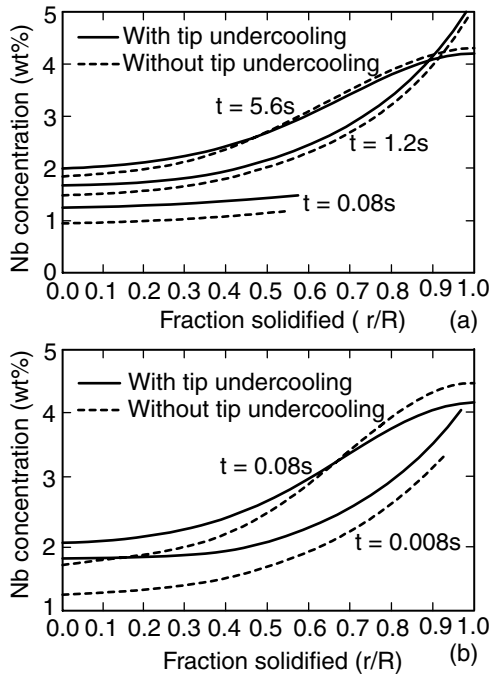 5
4
3
2
1
0
Nb concentration (wt%)
With tip undercooling
Without tip undercooling
t = 5.6s
t = 1.2s
t = 0.08s
0.0 0.1 0.2 0.3 0.4 0.5 0.6 0.7 0.8 0.9 1.0
Fraction solidified ( r/R)
(a)
5
4
2
1
Nb concentration (wt%)
With tip undercooling
Without tip undercooling
t = 0.08s
t = 0.008s
0.0 0.1 0.2 0.3 0.4 0.5 0.6 0.7 0.8 0.9 1.0
Fraction solidified (r/R)
(b)